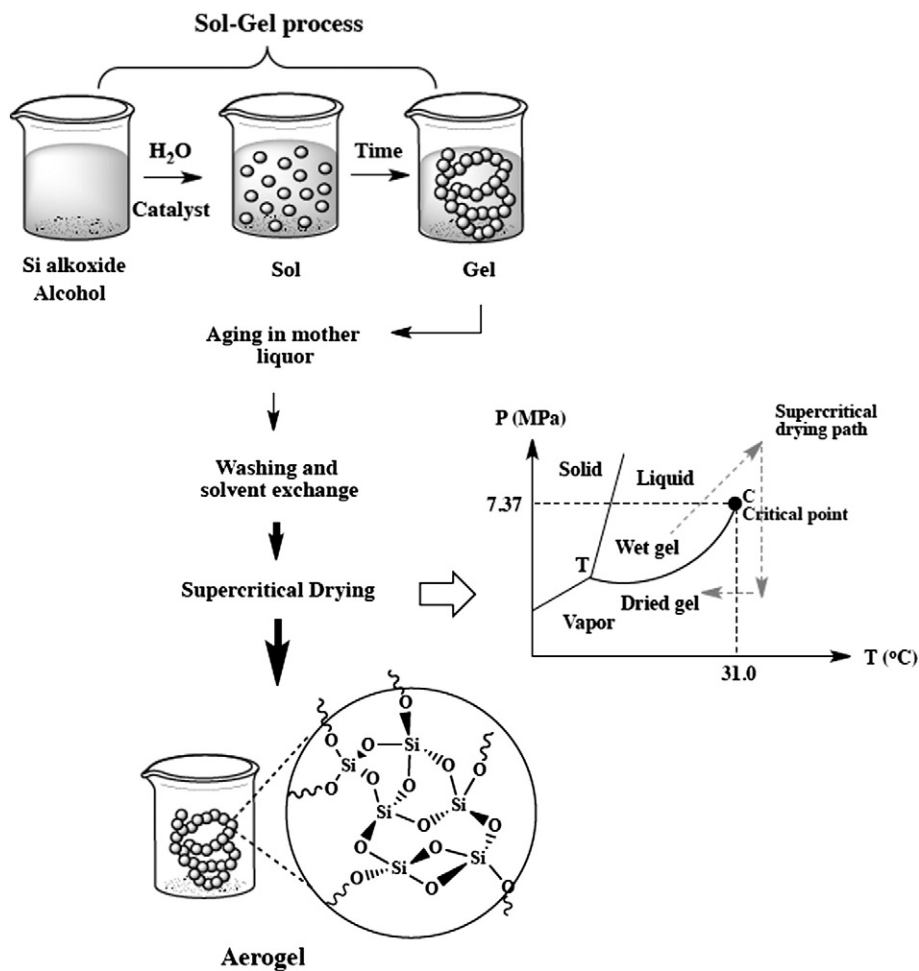 Sol-Gel process
H₂O
Catalyst
Time
Si alkoxide
Alcohol
Sol
Gel
Aging in mother
liquor
Washing and
solvent exchange
Supercritical Drying
P (MPa)
Supercritical
drying path
Solid
Liquid
7.37
C
Critical point
Wet gel
T
Dried gel
Vapor
T (°C)
31.0
O
O
O
Si
Si
O
O
O
O
O
Si
Si
O
O
O
O
Si
Si
O
O
O
Aerogel